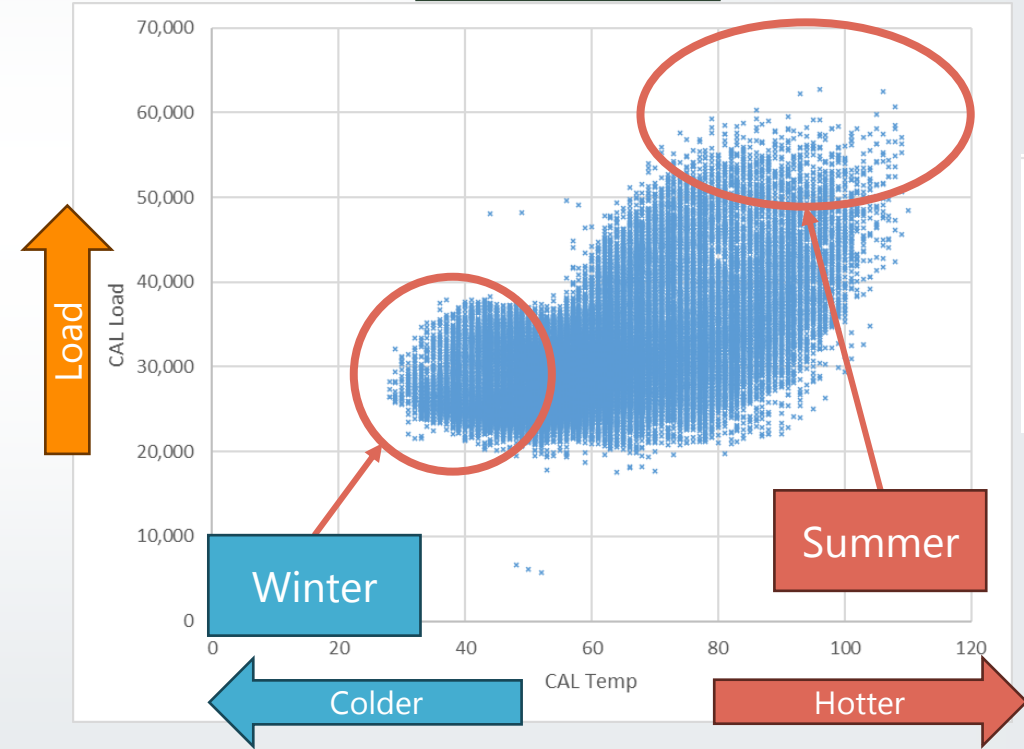 70,000
60,000
50,000
40,000
30,000
20,000
10,000
0
Load
CAL Load
Winter
Summer
0 20 40 60 80 100 120
CAL Temp
Colder
Hotter